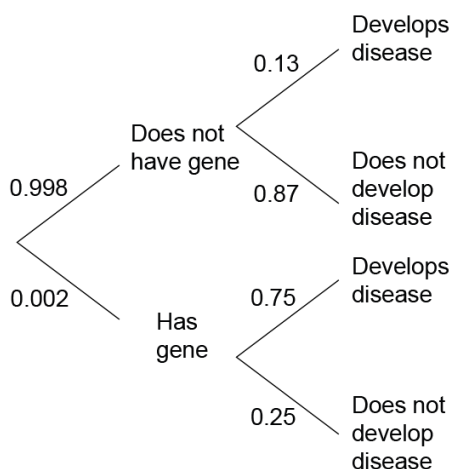 Develops
disease
0.13
Does not
have gene
0.998
0.87
Does not
develop
disease
0.002
Develops
disease
0.75
Has
gene
0.25
Does not
develop
disease